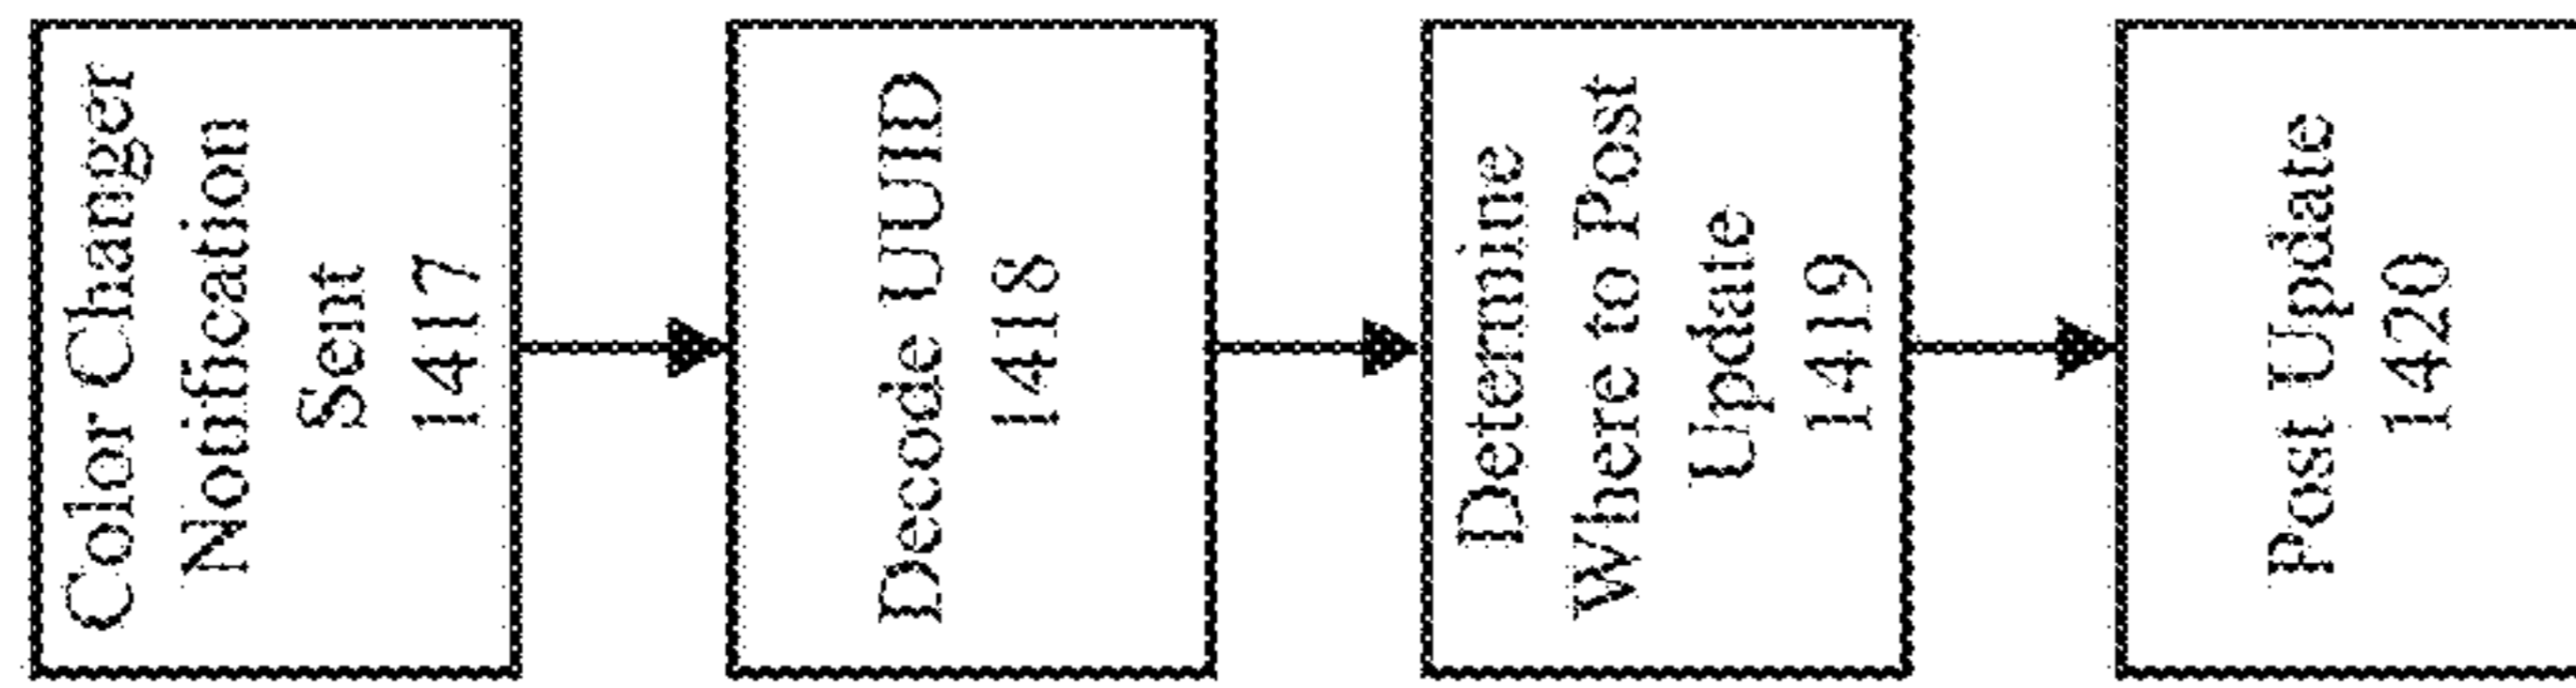 Color Changer
Notification
Sent
1417
Decode UUID
1418
Determine
Where to Post
Update
1419
Post Update
1420